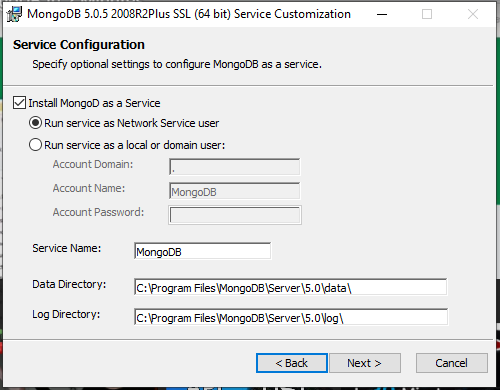 MongoDB 5.0.5 2008R2Plus SSL (64 bit) Service Customization
Service Configuration
Specify optional settings to configure MongoDB as a service.
Install MongoD as a Service
Run service as Network Service user
Run service as a local or domain user:
Account Domain: .
Account Name: MongoDB
Account Password:
Service Name: MongoDB
Data Directory: C:\Program Files\MongoDB\Server\5.0\data\
Log Directory: C:\Program Files\MongoDB\Server\5.0\log\
< Back Next > Cancel